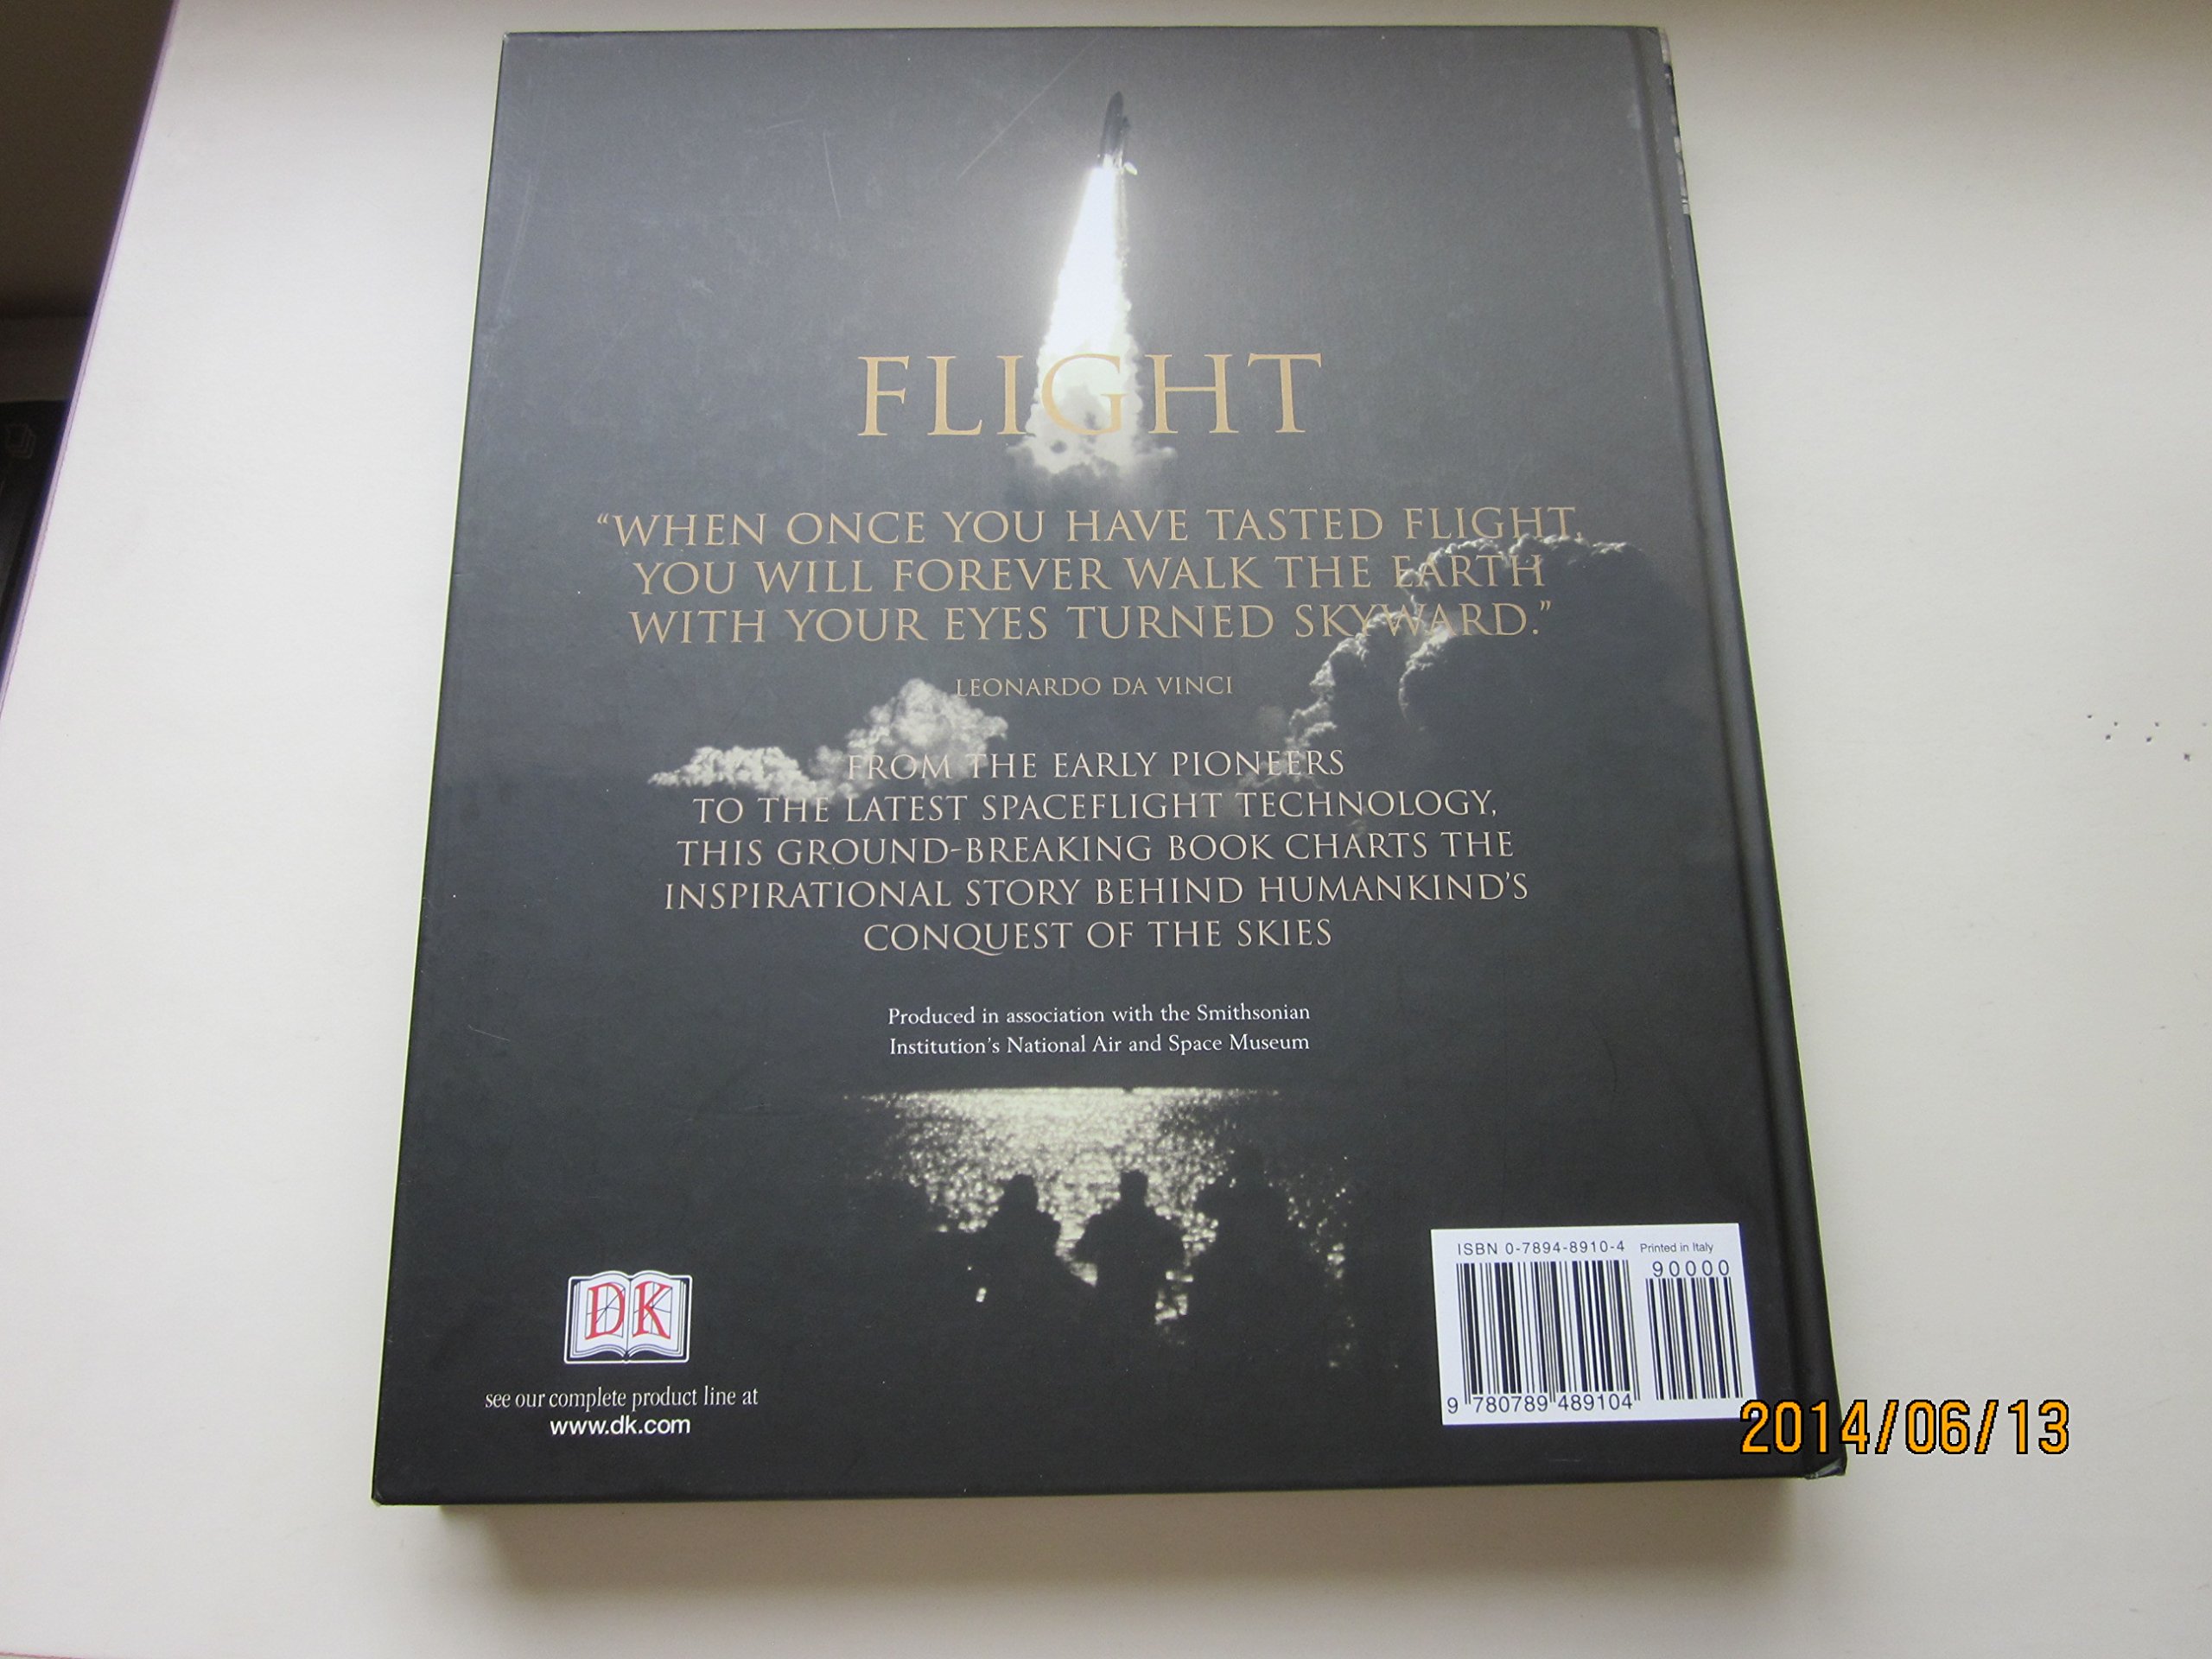 FLIGHT
“WHEN ONCE YOU HAVE TASTED FLIGHT,
YOU WILL FOREVER WALK THE EARTH
WITH YOUR EYES TURNED SKYWARD.”
LEONARDO DA VINCI
FROM THE EARLY PIONEERS
TO THE LATEST SPACEFLIGHT TECHNOLOGY,
THIS GROUND-BREAKING BOOK CHARTS THE
INSPIRATIONAL STORY BEHIND HUMANKIND’S
CONQUEST OF THE SKIES
Produced in association with the Smithsonian
Institution’s National Air and Space Museum
DK
see our complete product line at
www.dk.com
ISBN 0-7894-8910-4 Printed in Italy
90000
9 780789 489104
2014/06/13